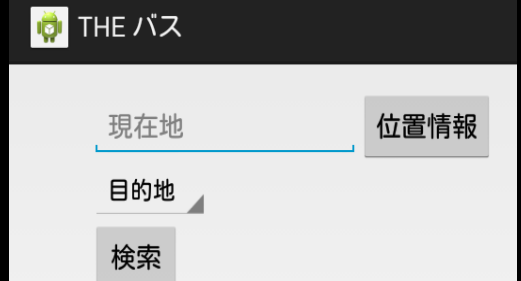 THE バス
現在地 位置情報
目的地
検索